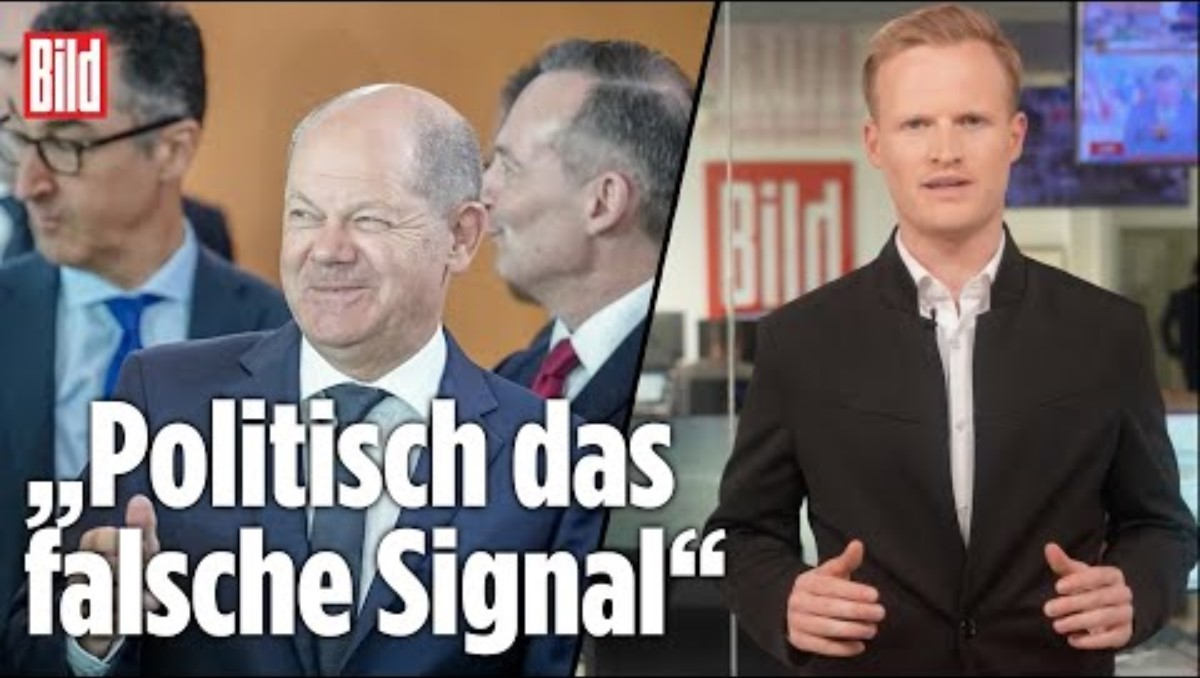 Bild
Bild
„Politisch das
falsche Signal“